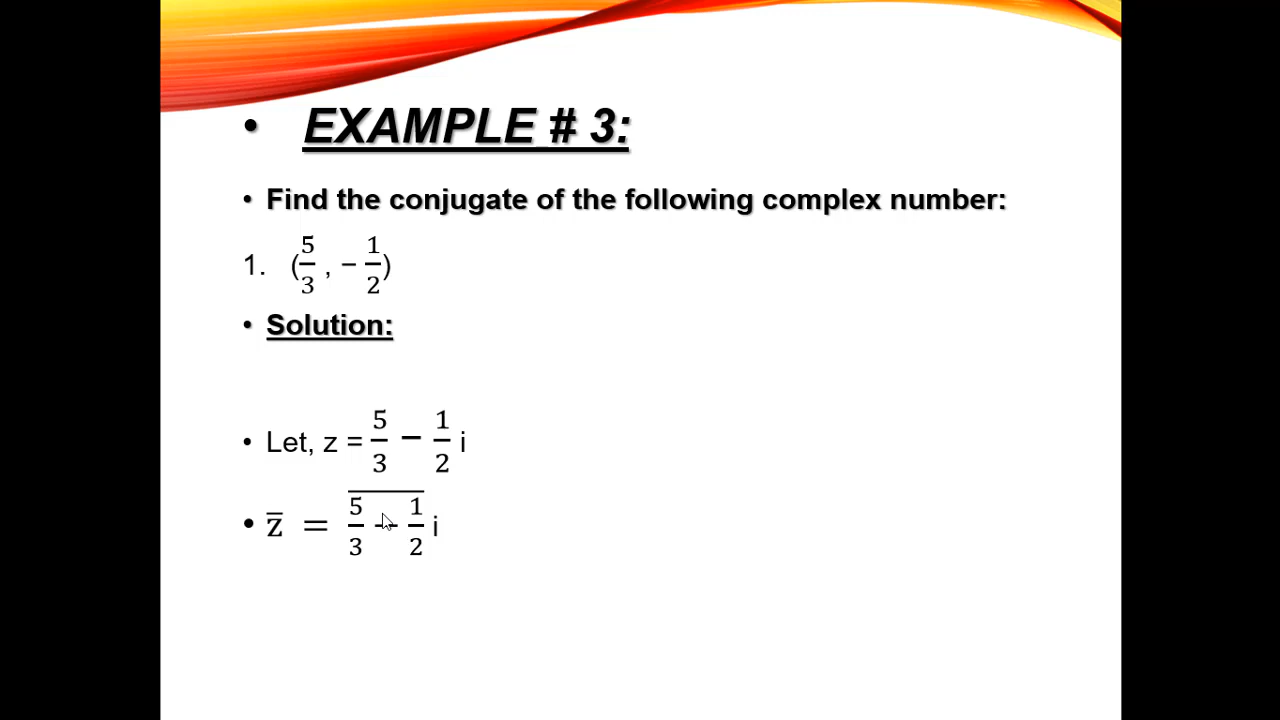 • EXAMPLE # 3:
• Find the conjugate of the following complex number:
1. (5/3 , − 1/2)
• Solution:
• Let, z = 5/3 − 1/2 i
• z̅ = \overline{5/3 − 1/2} i